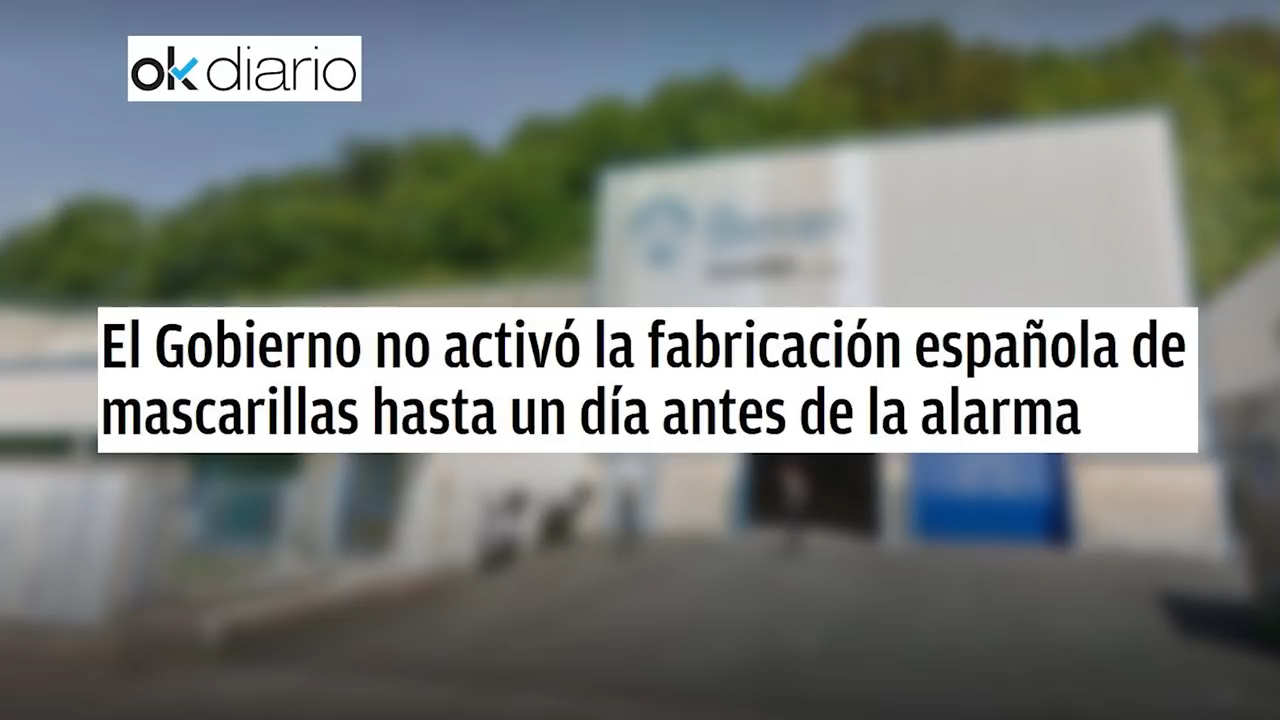 okdiario
El Gobierno no activó la fabricación española de
mascarillas hasta un día antes de la alarma